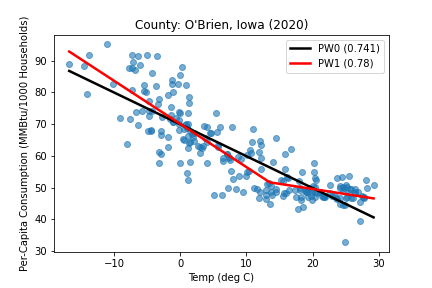 County: O'Brien, Iowa (2020)
PW0 (0.741)
PW1 (0.78)
Per-Capita Consumption (MMBtu/1000 Households)
90
80
70
60
50
40
30
−10
0
10
20
30
Temp (deg C)